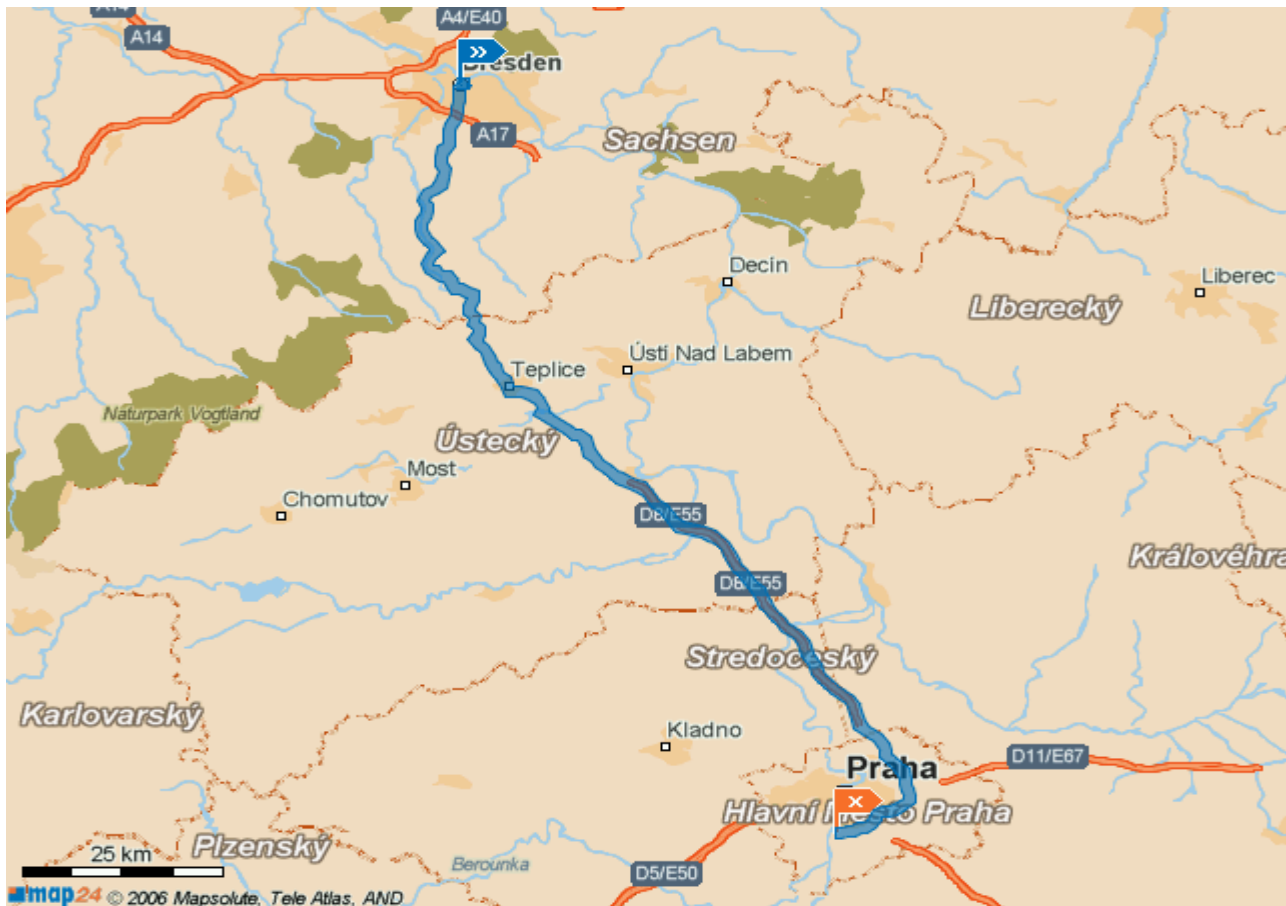 A14
A4/E40
A14
Dresden
A17
Sachsen
Decín
Liberec
Liberecký
Ústí Nad Labem
Teplice
Naturpark Vogtland
Ústecký
Most
Chomutov
D8/E55
Královéhra
D8/E55
Stredoceský
Karlovarský
Kladno
D11/E67
Praha
Hlavní Mesto Praha
Plzenský
25 km
Berounka
D5/E50
map24 © 2006 Mapsolute, Tele Atlas, AND